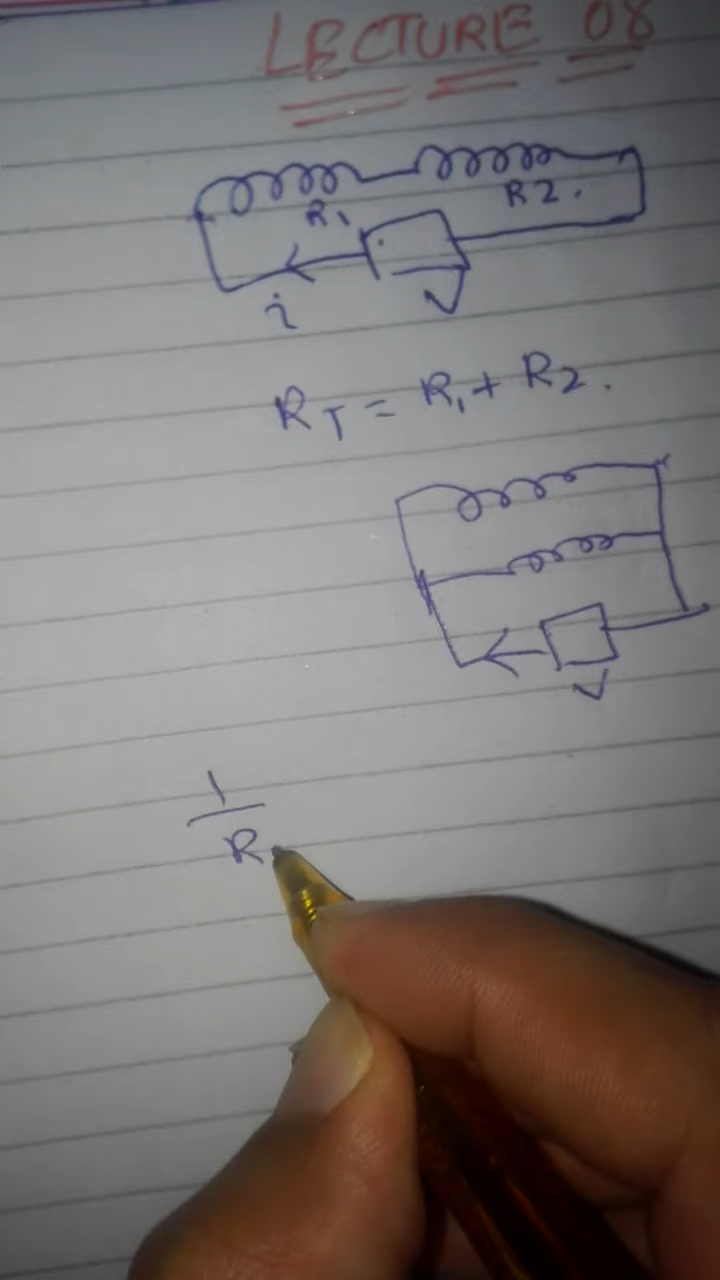 LECTURE 08
R1 R2.
i V
RT = R1 + R2.
V
1
R